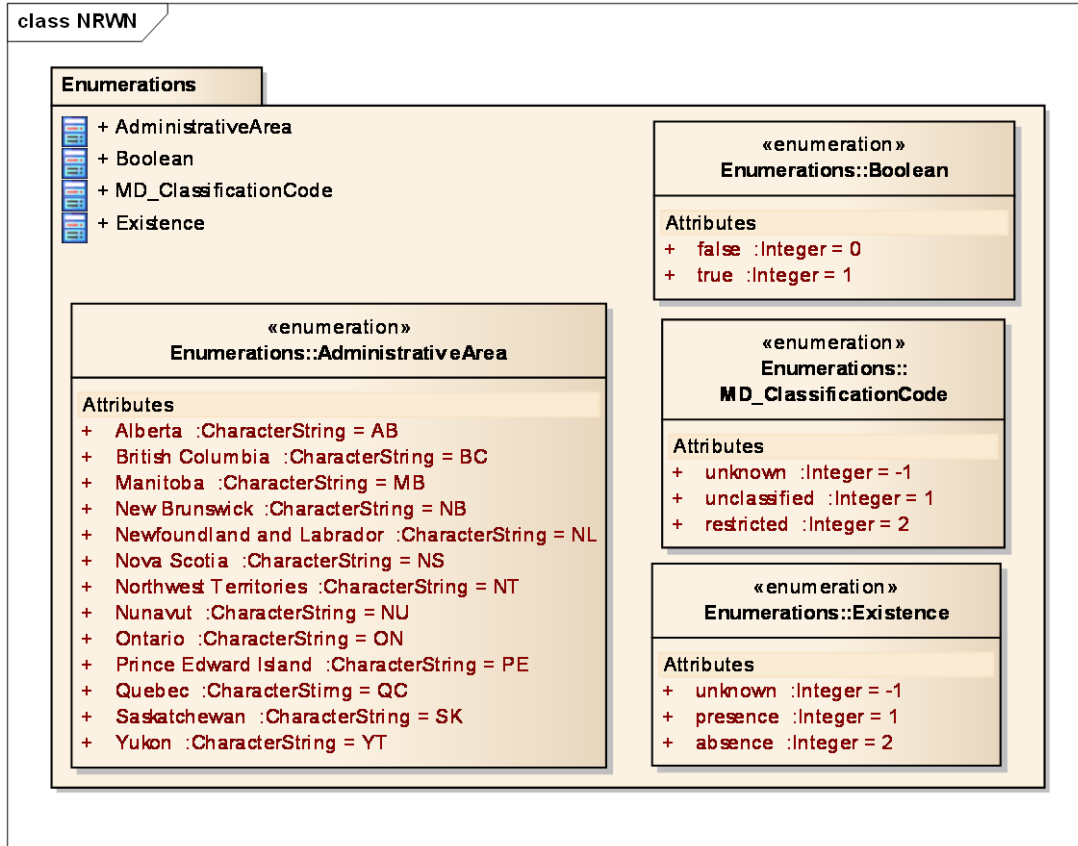 class NRWN
Enumerations
+ AdministrativeArea
+ Boolean
+ MD_ClassificationCode
+ Existence
«enumeration»
Enumerations::Boolean
Attributes
+ false :Integer = 0
+ true :Integer = 1
«enumeration»
Enumerations::AdministrativeArea
Attributes
+ Alberta :CharacterString = AB
+ British Columbia :CharacterString = BC
+ Manitoba :CharacterString = MB
+ New Brunswick :CharacterString = NB
+ Newfoundland and Labrador :CharacterString = NL
+ Nova Scotia :CharacterString = NS
+ Northwest Territories :CharacterString = NT
+ Nunavut :CharacterString = NU
+ Ontario :CharacterString = ON
+ Prince Edward Island :CharacterString = PE
+ Quebec :CharacterStirng = QC
+ Saskatchewan :CharacterString = SK
+ Yukon :CharacterString = YT
«enumeration»
Enumerations::
MD_ClassificationCode
Attributes
+ unknown :Integer = -1
+ unclassified :Integer = 1
+ restricted :Integer = 2
«enumeration»
Enumerations::Existence
Attributes
+ unknown :Integer = -1
+ presence :Integer = 1
+ absence :Integer = 2